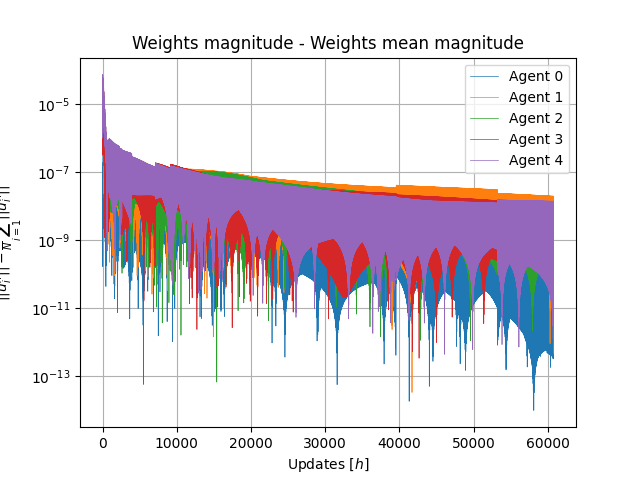 Weights magnitude - Weights mean magnitude
10⁻⁵
10⁻⁷
10⁻⁹
10⁻¹¹
10⁻¹³
0 10000 20000 30000 40000 50000 60000
Updates [h]
Agent 0
Agent 1
Agent 2
Agent 3
Agent 4